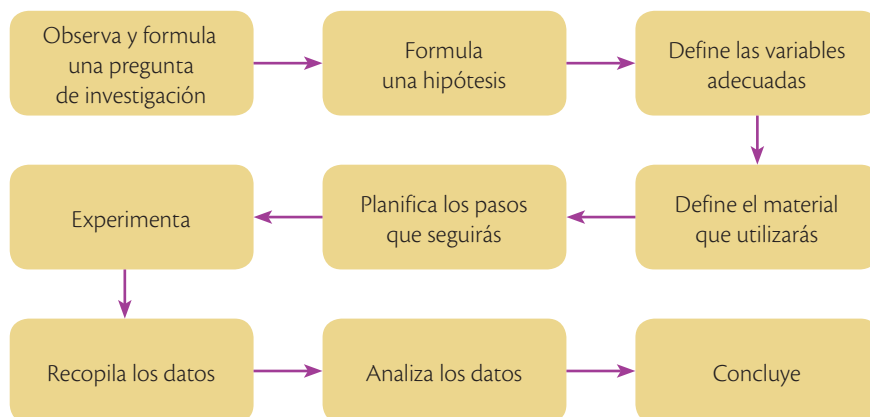 Observa y formula
una pregunta
de investigación
Formula
una hipótesis
Define las variables
adecuadas
Define el material
que utilizarás
Planifica los pasos
que seguirás
Experimenta
Recopila los datos
Analiza los datos
Concluye